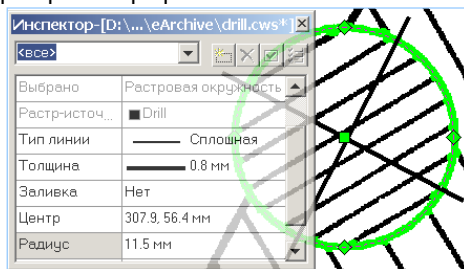 Инспектор-[D:\...\eArchive\drill.cws*]
<все>
Выбрано Растровая окружность
Растр-источ... Drill
Тип линии Сплошная
Толщина 0.8 мм
Заливка Нет
Центр 307.9, 56.4 мм
Радиус 11.5 мм